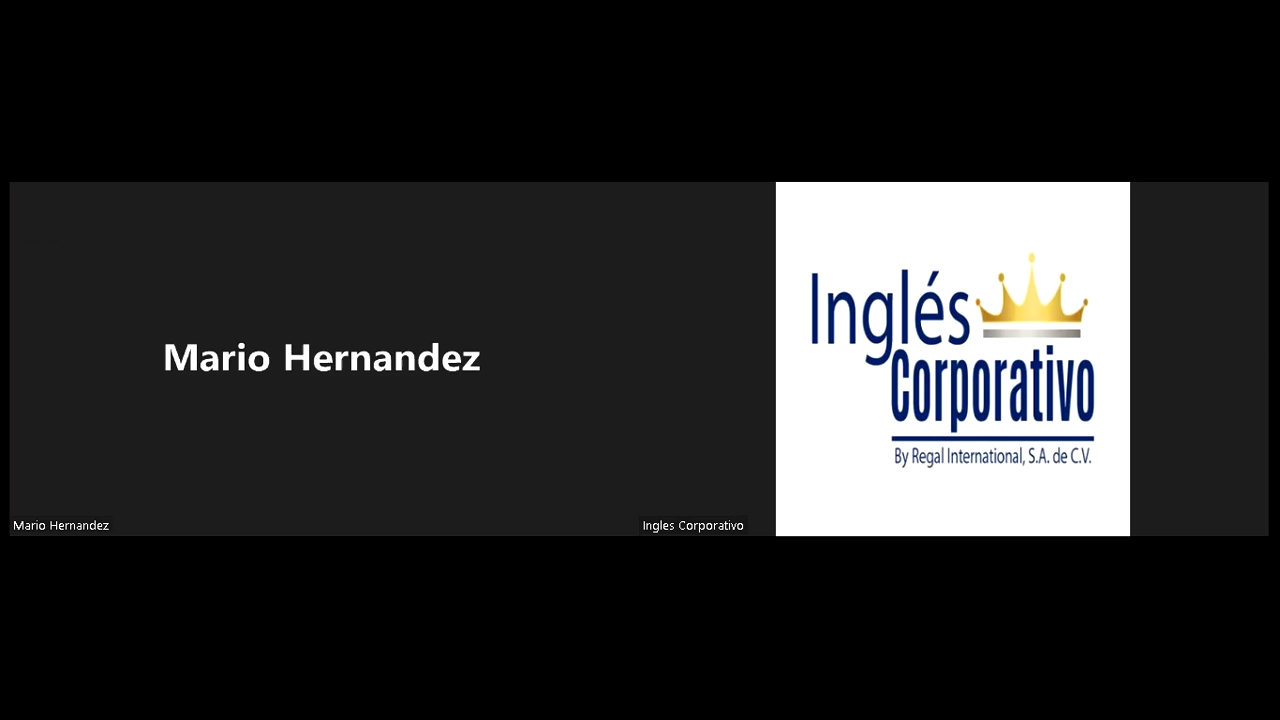 Mario Hernandez
Mario Hernandez
Inglés
Corporativo
By Regal International, S.A. de C.V.
Ingles Corporativo